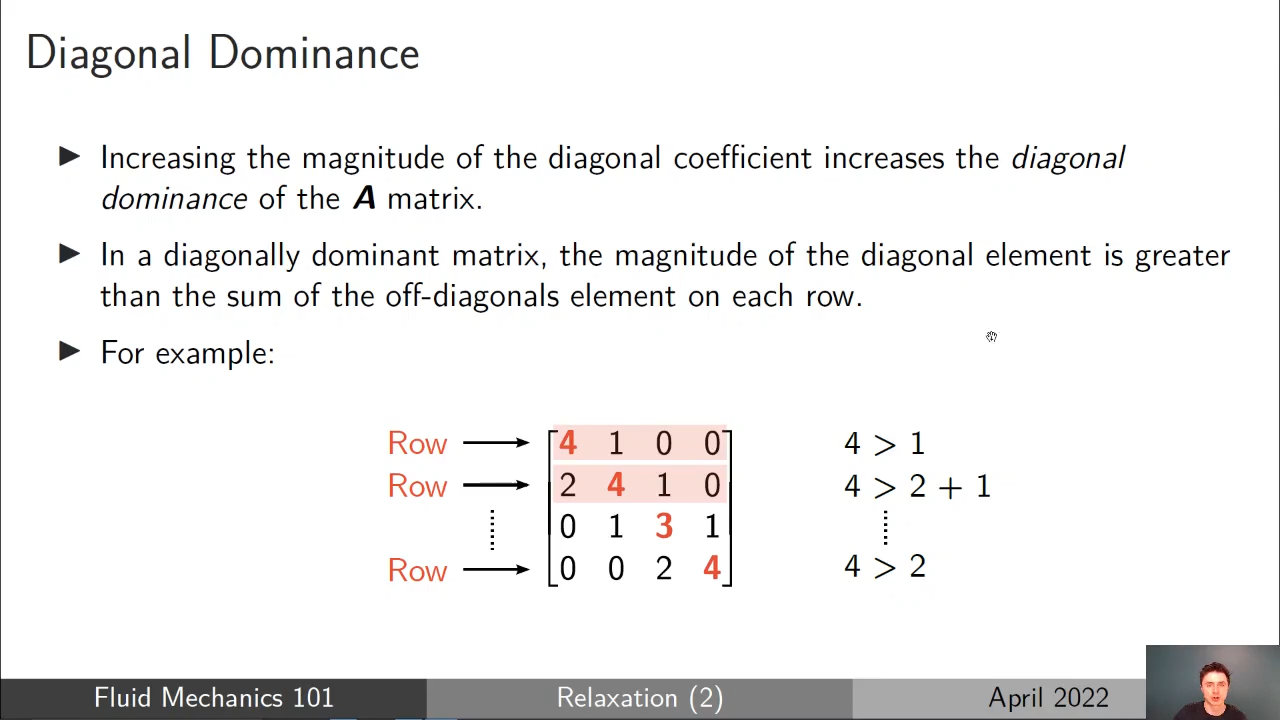 Diagonal Dominance
Increasing the magnitude of the diagonal coefficient increases the diagonal
dominance of the A matrix.
In a diagonally dominant matrix, the magnitude of the diagonal element is greater
than the sum of the off-diagonals element on each row.
For example:
Row 4 1 0 0 4 > 1
Row 2 4 1 0 4 > 2 + 1
0 1 3 1
Row 0 0 2 4 4 > 2
Fluid Mechanics 101 Relaxation (2) April 2022